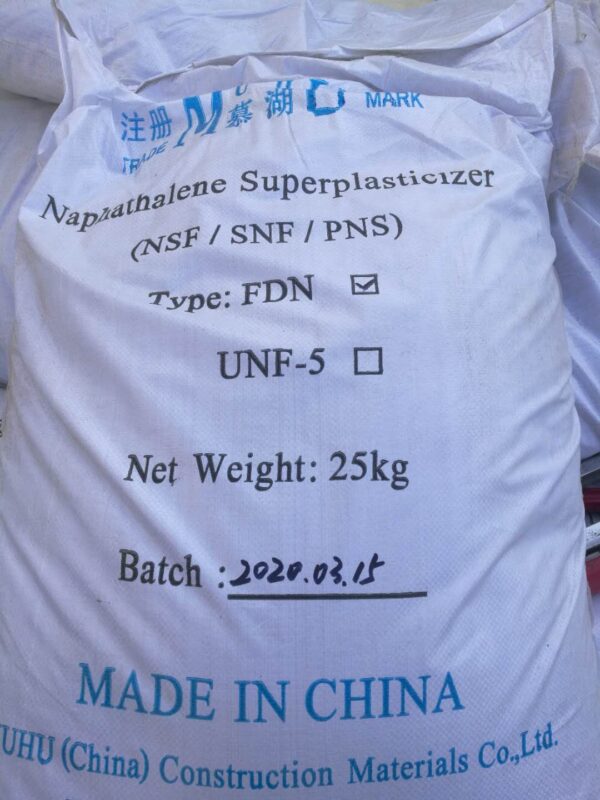 注册 MUHU 慕湖
TRADE MARK
Naphathalene Superplasticizer
(NSF / SNF / PNS)
Type: FDN ☑
UNF-5 ☐
Net Weight: 25kg
Batch : 2020.03.15
MADE IN CHINA
UHU (China) Construction Materials Co.,Ltd.